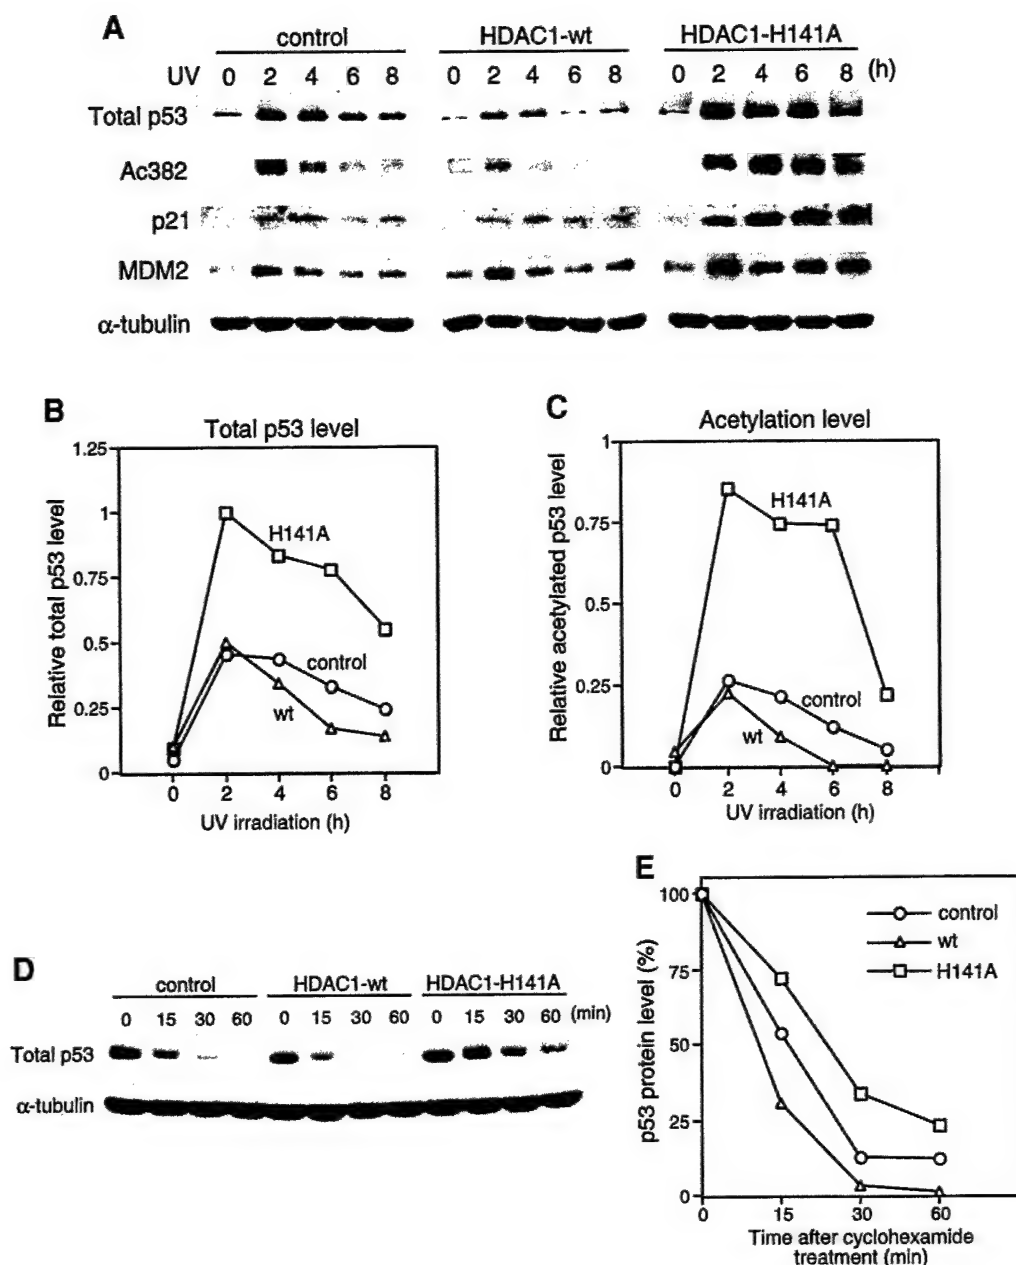 A
control HDAC1-wt HDAC1-H141A
UV 0 2 4 6 8 0 2 4 6 8 0 2 4 6 8 (h)
Total p53
Ac382
p21
MDM2
α-tubulin
B
Total p53 level
Relative total p53 level
1.25
1
0.75
0.5
0.25
0
H141A
control
wt
0 2 4 6 8
UV irradiation (h)
C
Acetylation level
Relative acetylated p53 level
1
0.75
0.5
0.25
0
H141A
control
wt
0 2 4 6 8
UV irradiation (h)
D
control HDAC1-wt HDAC1-H141A
0 15 30 60 0 15 30 60 0 15 30 60 (min)
Total p53
α-tubulin
E
p53 protein level (%)
100
75
50
25
0
control
wt
H141A
0 15 30 60
Time after cyclohexamide
treatment (min)